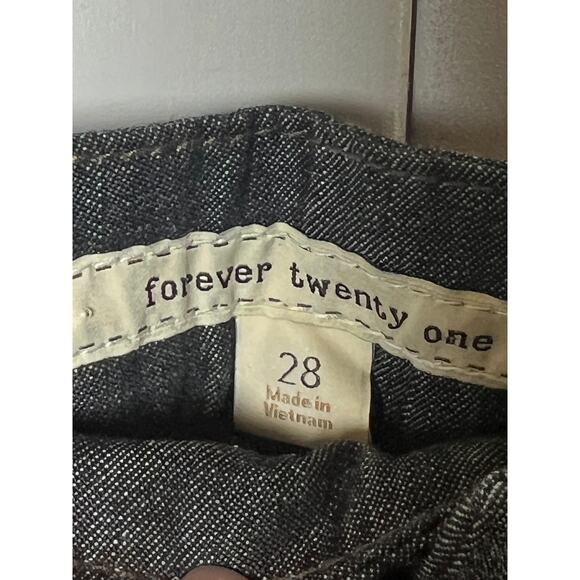 forever twenty one
28
Made in
Vietnam